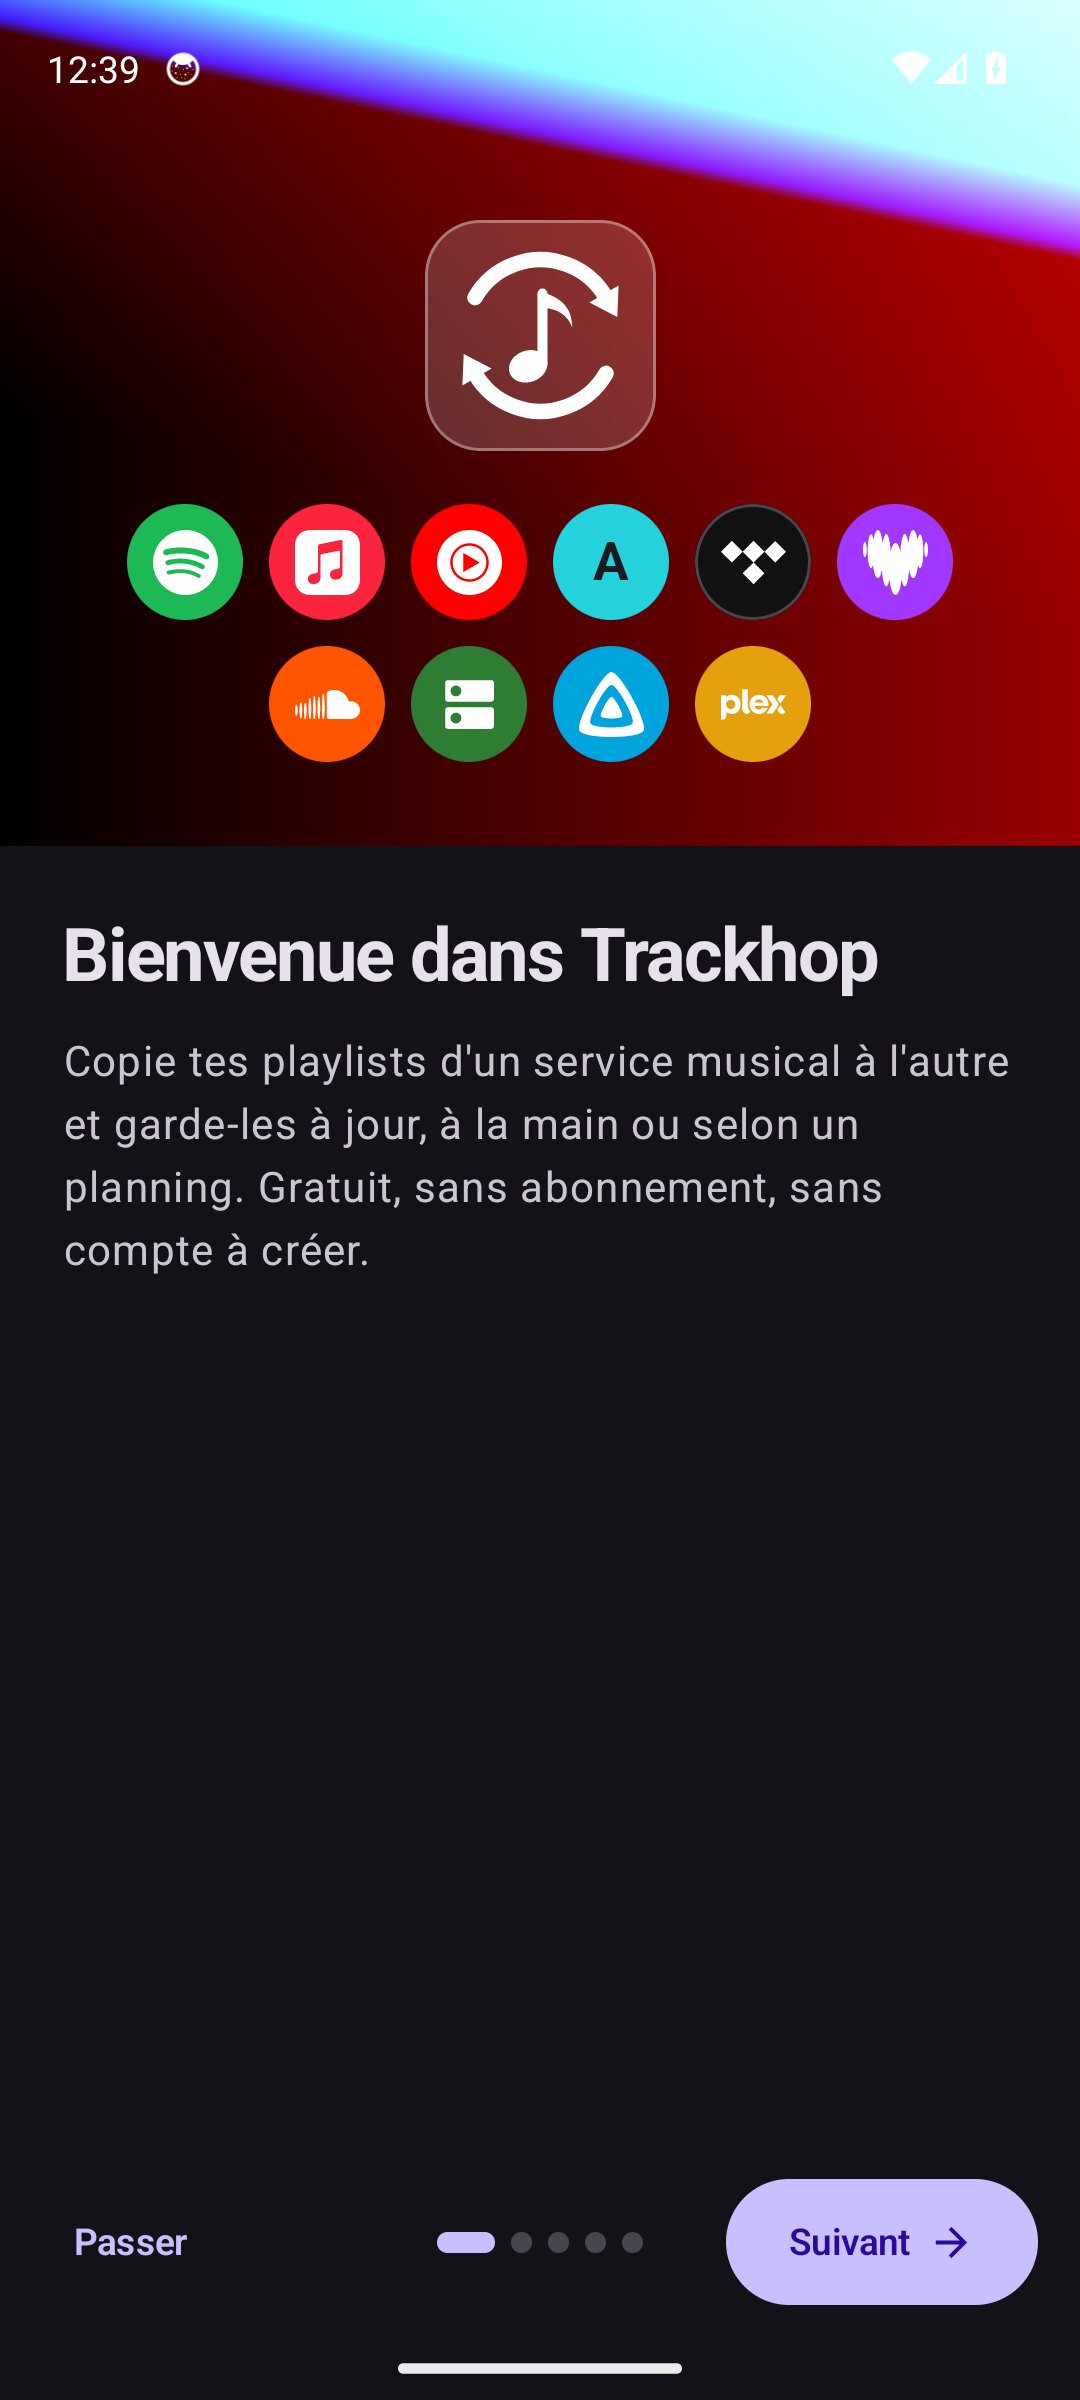 12:39
A
plex
Bienvenue dans Trackhop
Copie tes playlists d'un service musical à l'autre
et garde-les à jour, à la main ou selon un
planning. Gratuit, sans abonnement, sans
compte à créer.
Passer
Suivant